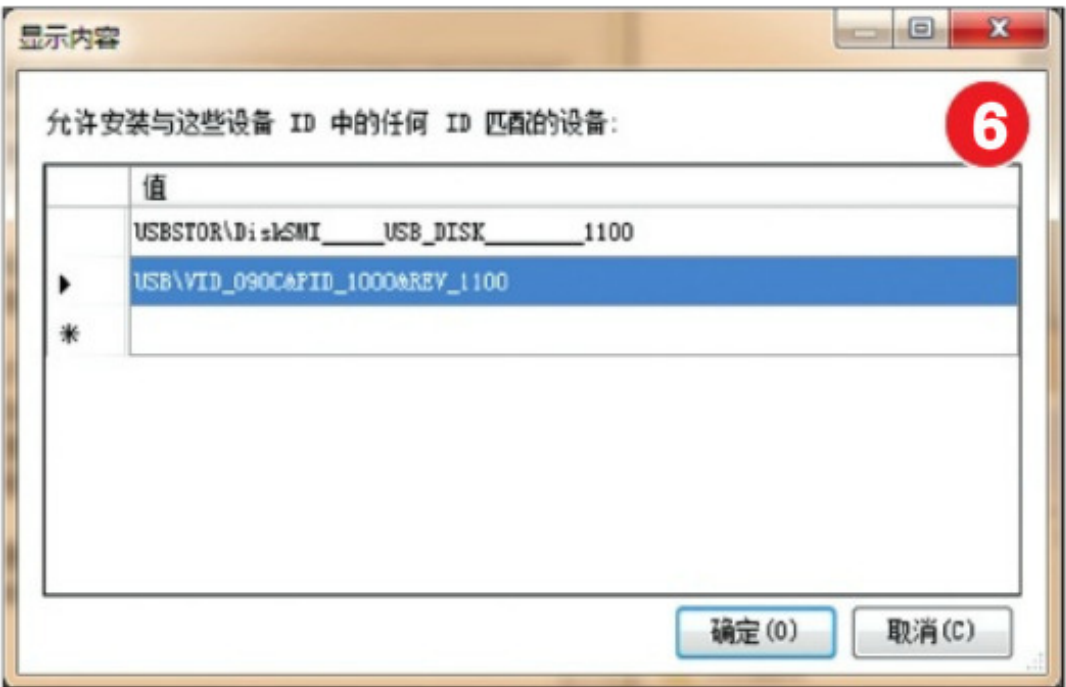 显示内容
允许安装与这些设备 ID 中的任何 ID 匹配的设备:
6
值
USBSTOR\DiskSMI_____USB_DISK________1100
USB\VID_090C&PID_1000&REV_1100
确定(O)
取消(C)